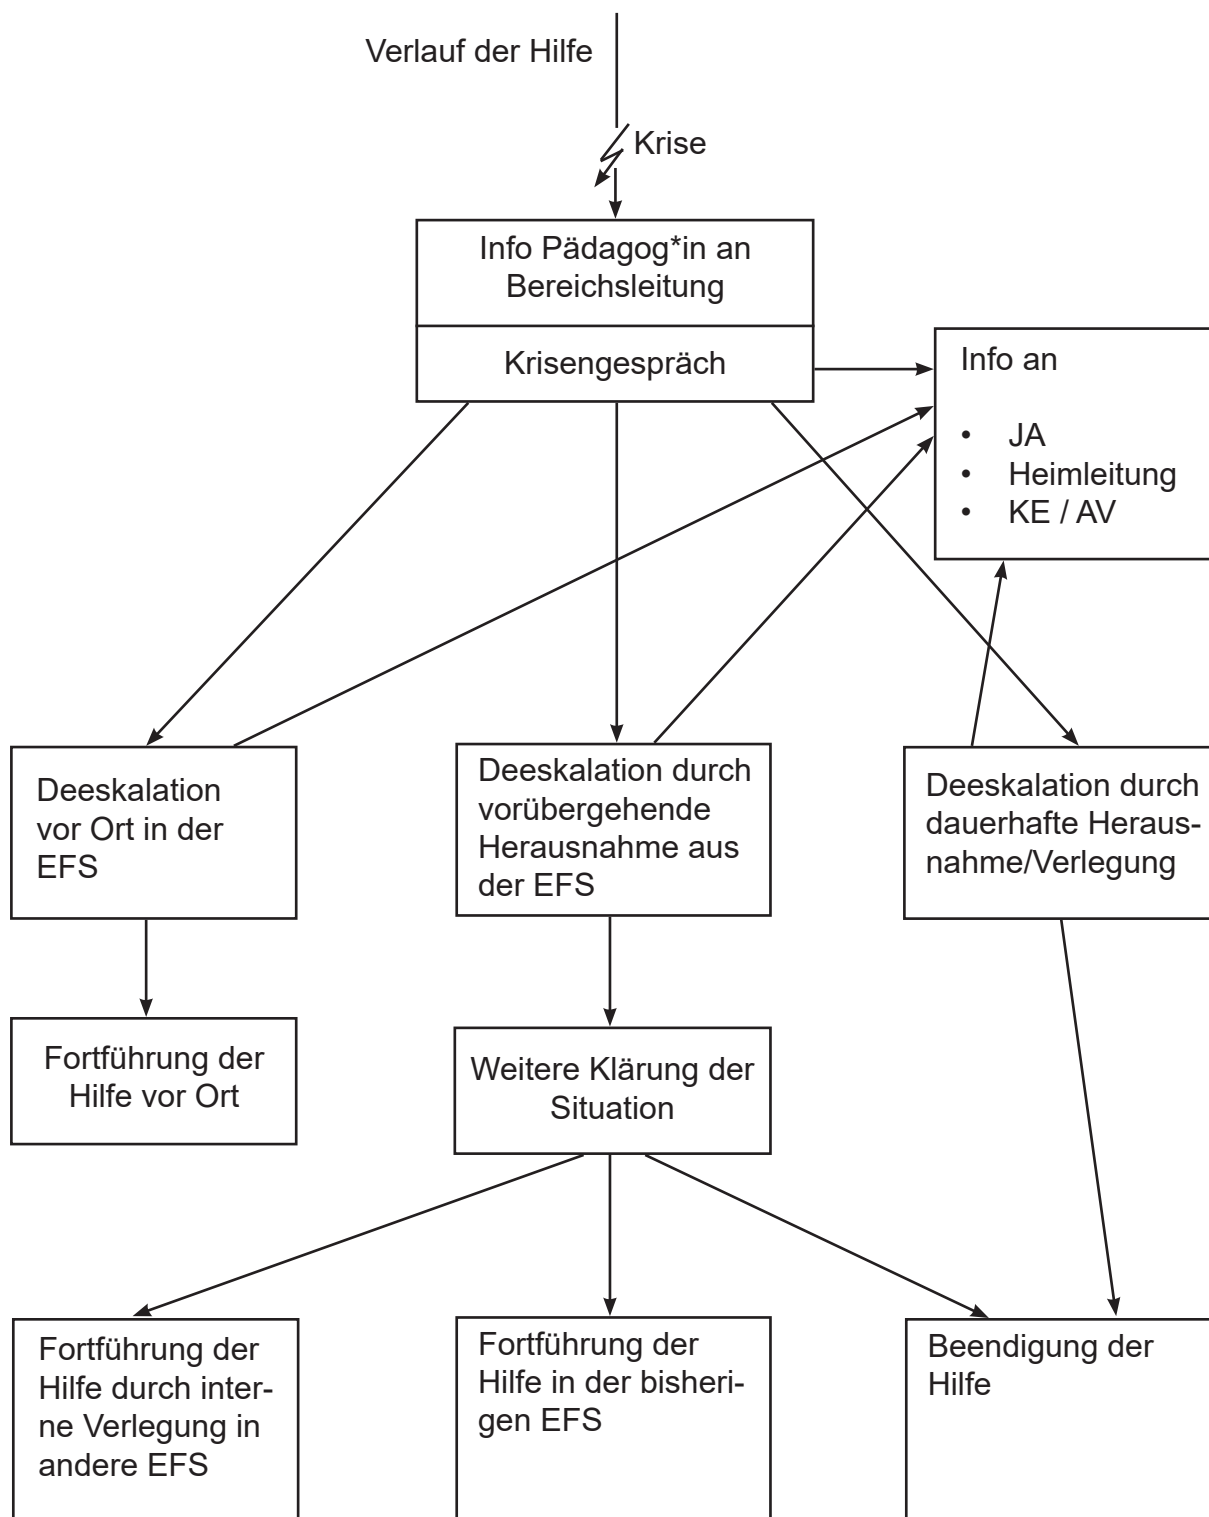 Verlauf der Hilfe
Krise
Info Pädagog*in an
Bereichsleitung
Krisengespräch
Info an
• JA
• Heimleitung
• KE / AV
Deeskalation
vor Ort in der
EFS
Deeskalation durch
vorübergehende
Herausnahme aus
der EFS
Deeskalation durch
dauerhafte Heraus-
nahme/Verlegung
Fortführung der
Hilfe vor Ort
Weitere Klärung der
Situation
Fortführung der
Hilfe durch inter-
ne Verlegung in
andere EFS
Fortführung der
Hilfe in der bisheri-
gen EFS
Beendigung der
Hilfe